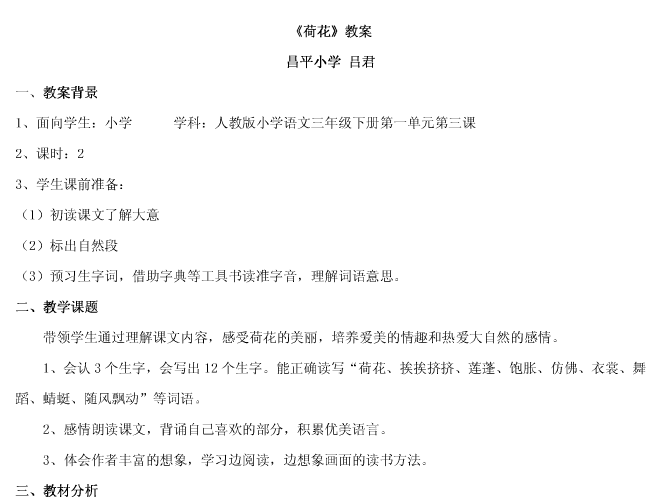 《荷花》教案
昌平小学 吕君
一、教案背景
1、面向学生：小学 学科：人教版小学语文三年级下册第一单元第三课
2、课时：2
3、学生课前准备：
（1）初读课文了解大意
（2）标出自然段
（3）预习生字词，借助字典等工具书读准字音，理解词语意思。
二、教学课题
带领学生通过理解课文内容，感受荷花的美丽，培养爱美的情趣和热爱大自然的感情。
1、会认 3 个生字，会写出 12 个生字。能正确读写“荷花、挨挨挤挤、莲蓬、饱胀、仿佛、衣裳、舞
蹈、蜻蜓、随风飘动”等词语。
2、感情朗读课文，背诵自己喜欢的部分，积累优美语言。
3、体会作者丰富的想象，学习边阅读，边想象画面的读书方法。
三、教材分析